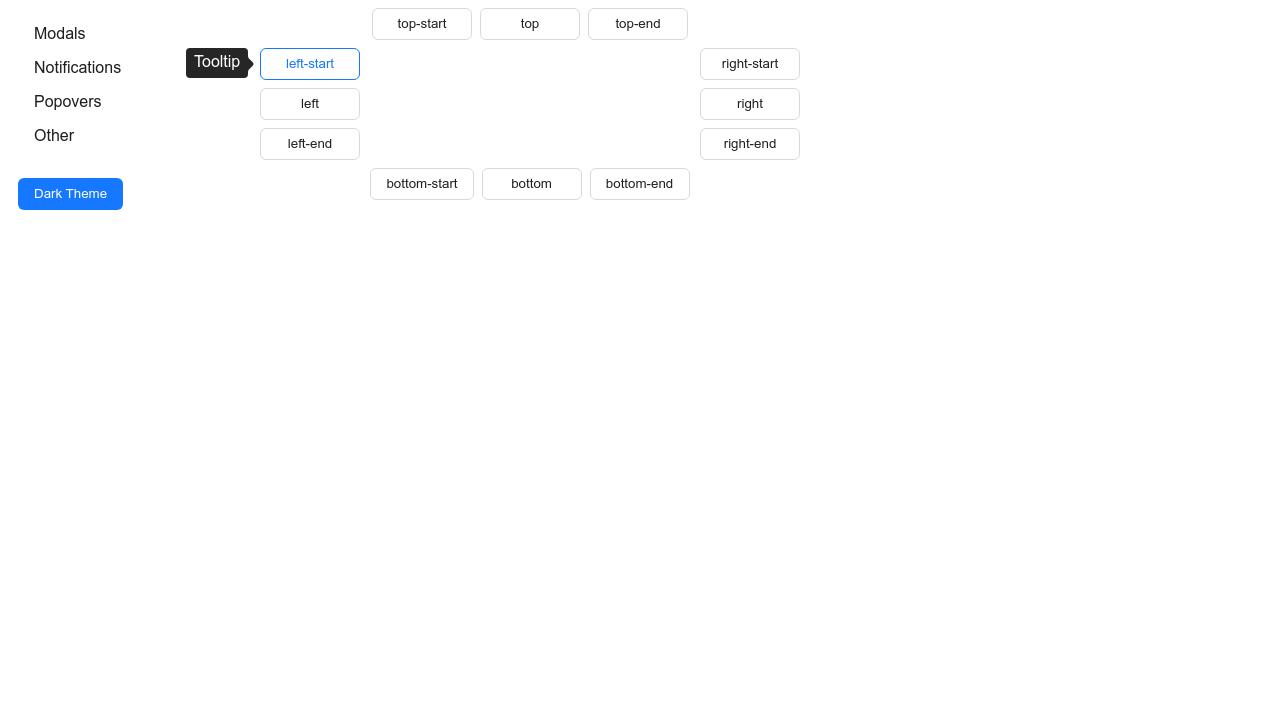 Modals
Notifications
Popovers
Other
Dark Theme
top-start
top
top-end
Tooltip
left-start
right-start
left
right
left-end
right-end
bottom-start
bottom
bottom-end